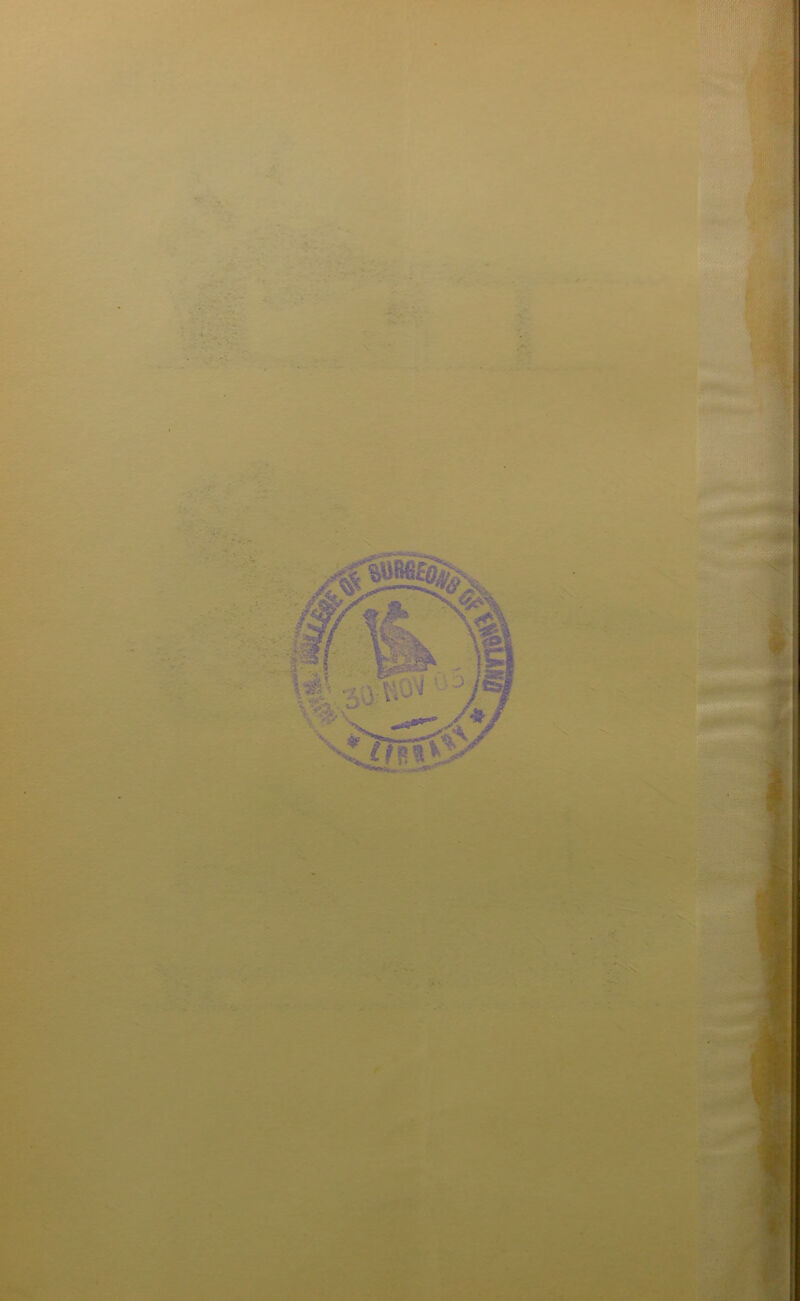 ROYAL COLLEGE OF SURGEONS OF ENGLAND
30 NOV 05
* LIBRARY *